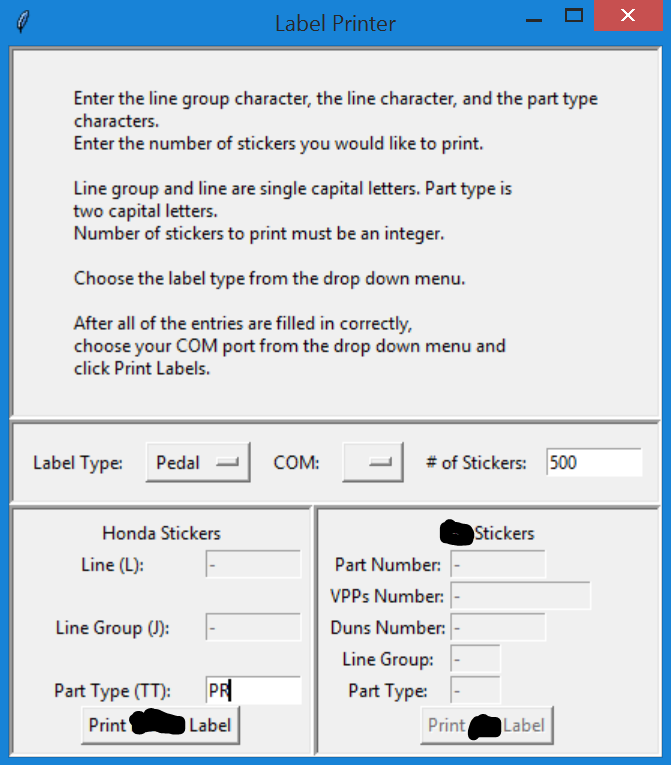 Label Printer
Enter the line group character, the line character, and the part type
characters.
Enter the number of stickers you would like to print.
Line group and line are single capital letters. Part type is
two capital letters.
Number of stickers to print must be an integer.
Choose the label type from the drop down menu.
After all of the entries are filled in correctly,
choose your COM port from the drop down menu and
click Print Labels.
Label Type: Pedal COM: # of Stickers: 500
Honda Stickers
Line (L): -
Line Group (J): -
Part Type (TT): PR
Print Label
Stickers
Part Number: -
VPPs Number: -
Duns Number: -
Line Group: -
Part Type: -
Print Label